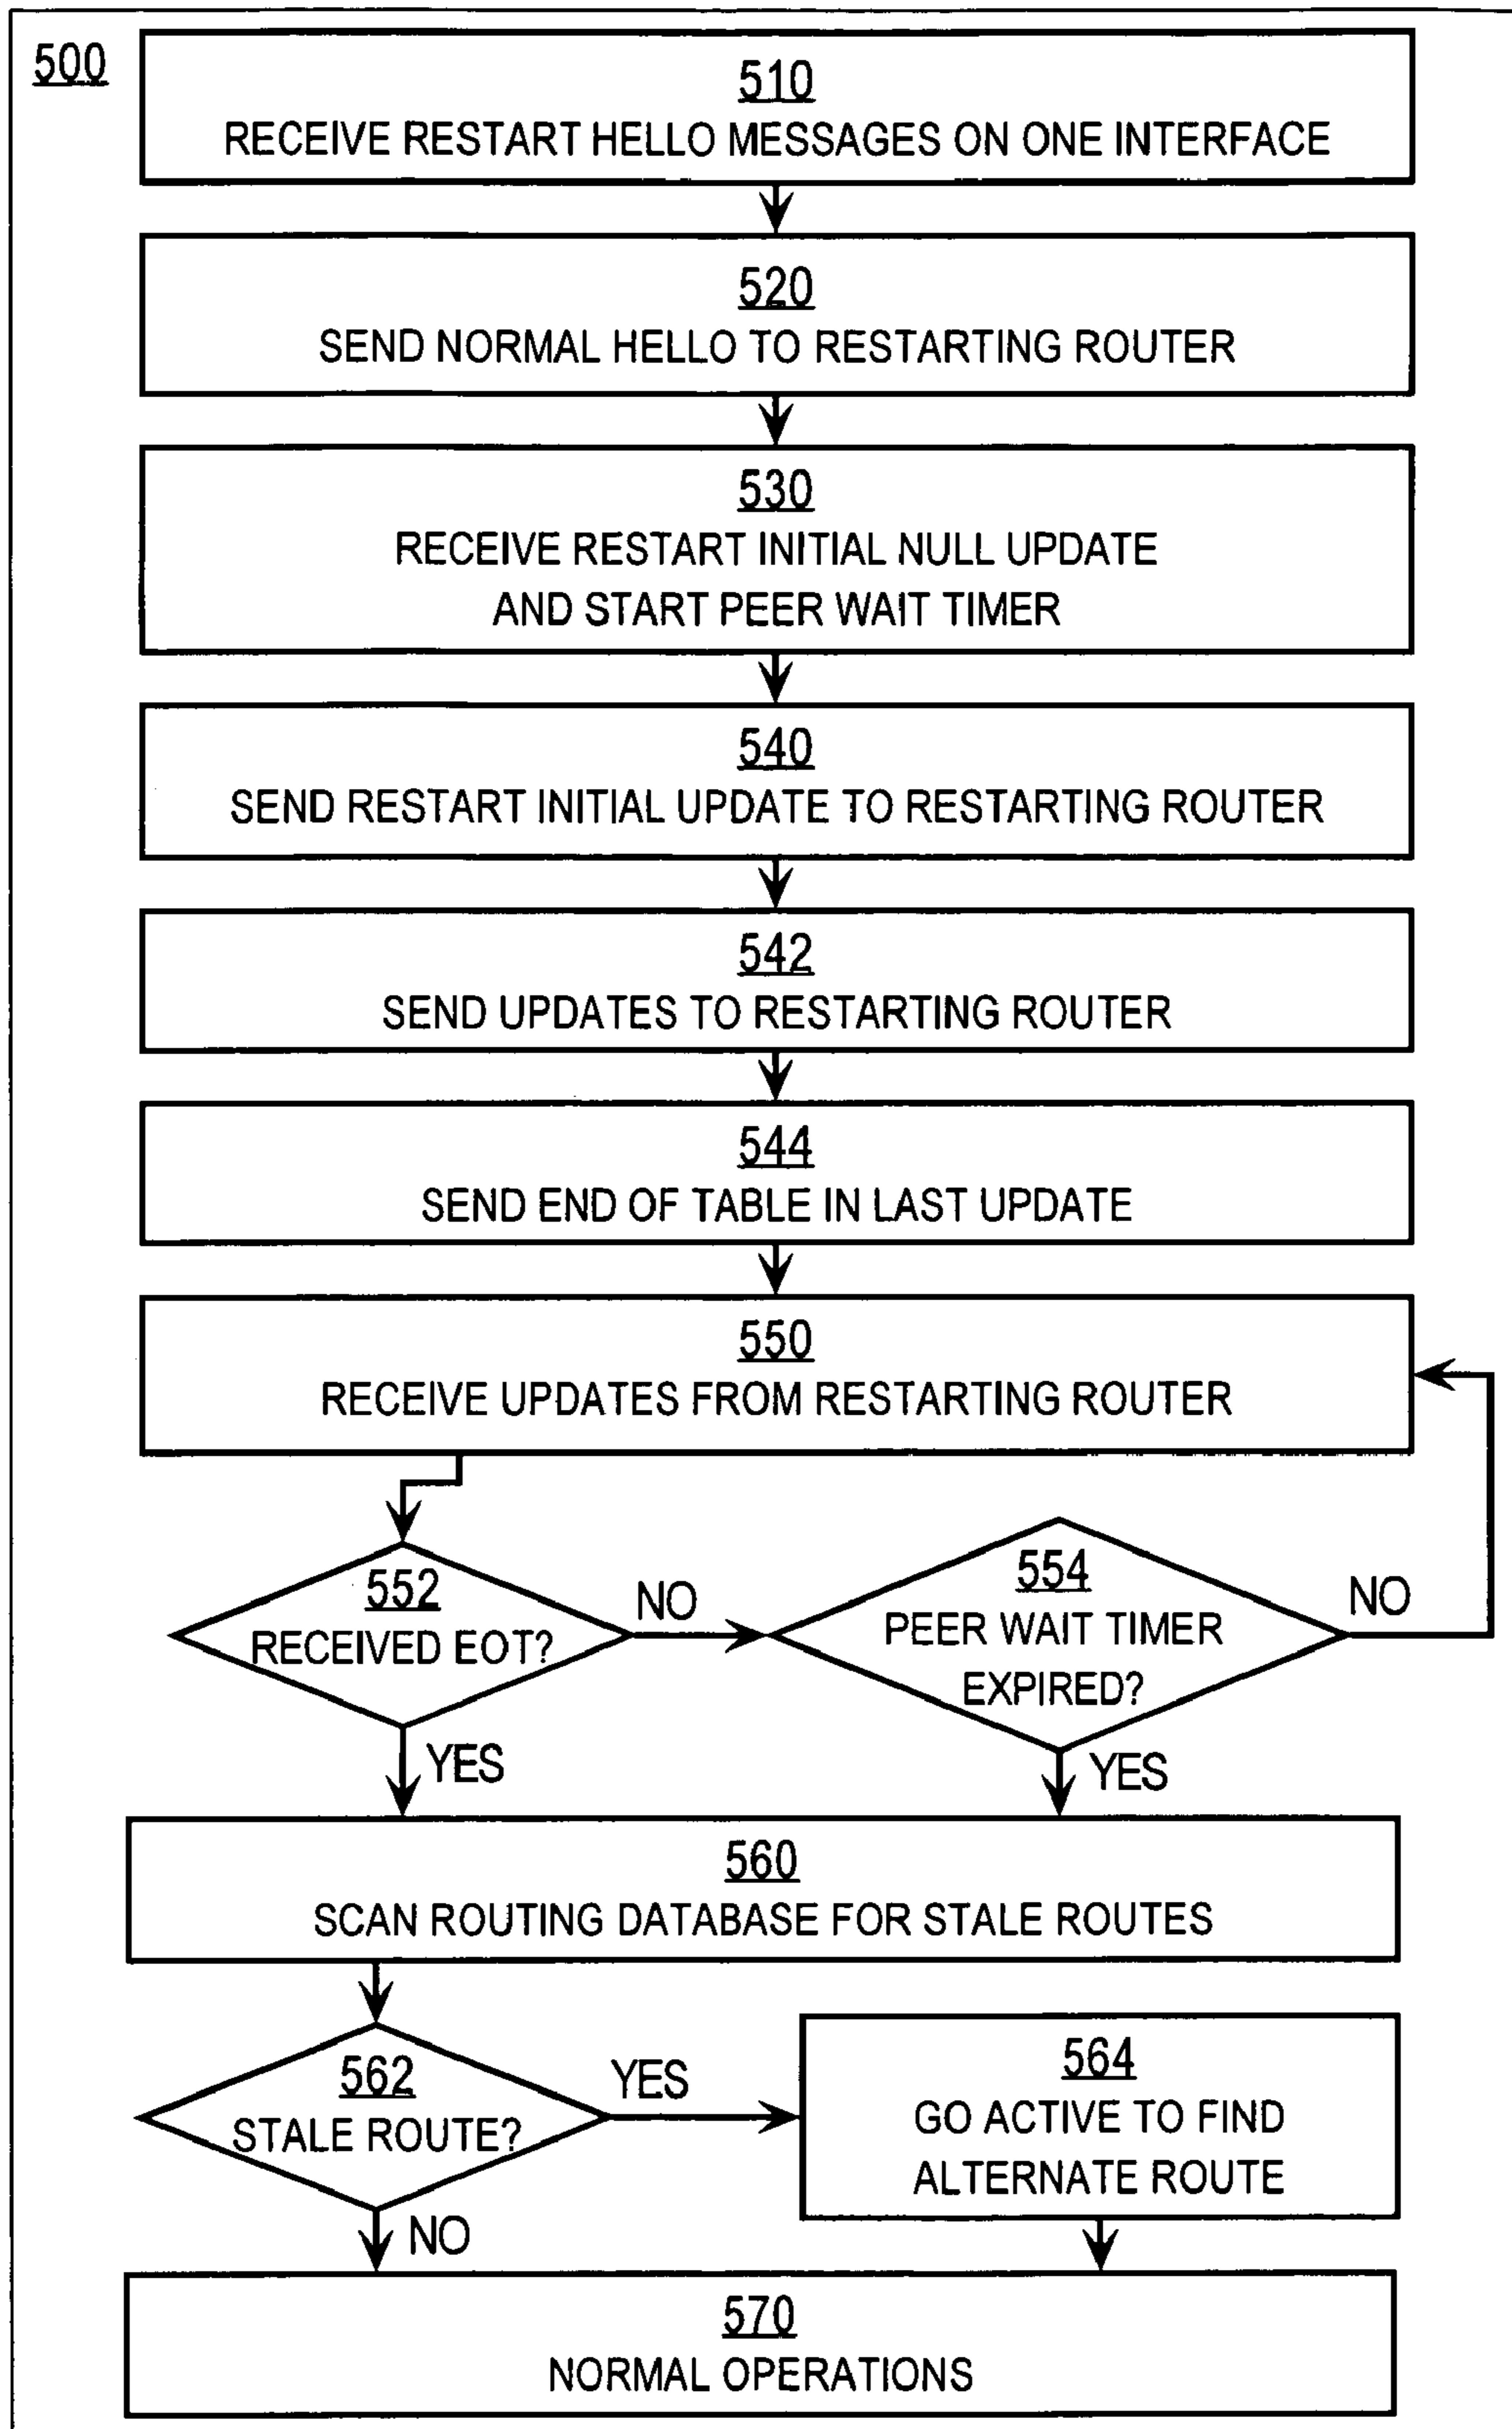 500
510
RECEIVE RESTART HELLO MESSAGES ON ONE INTERFACE
520
SEND NORMAL HELLO TO RESTARTING ROUTER
530
RECEIVE RESTART INITIAL NULL UPDATE
AND START PEER WAIT TIMER
540
SEND RESTART INITIAL UPDATE TO RESTARTING ROUTER
542
SEND UPDATES TO RESTARTING ROUTER
544
SEND END OF TABLE IN LAST UPDATE
550
RECEIVE UPDATES FROM RESTARTING ROUTER
552
RECEIVED EOT?
NO
554
PEER WAIT TIMER
EXPIRED?
NO
YES
YES
560
SCAN ROUTING DATABASE FOR STALE ROUTES
562
STALE ROUTE?
YES
564
GO ACTIVE TO FIND
ALTERNATE ROUTE
NO
570
NORMAL OPERATIONS